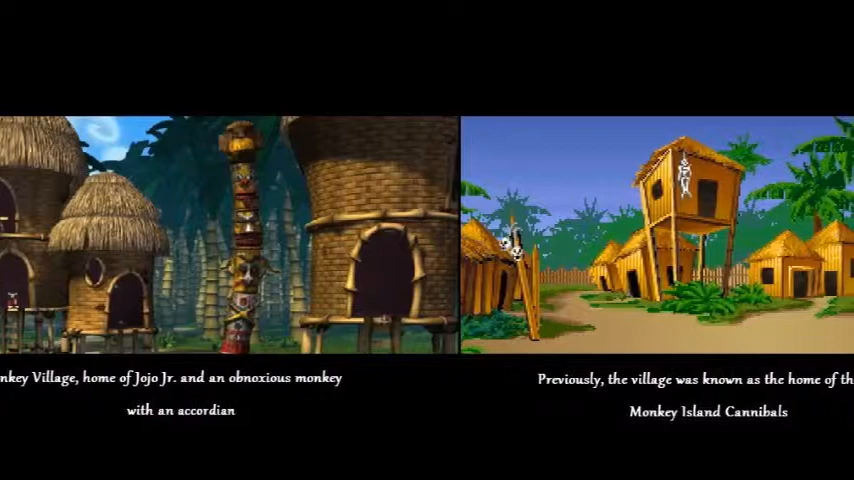 nkey Village, home of Jojo Jr. and an obnoxious monkey
with an accordian
Previously, the village was known as the home of th
Monkey Island Cannibals